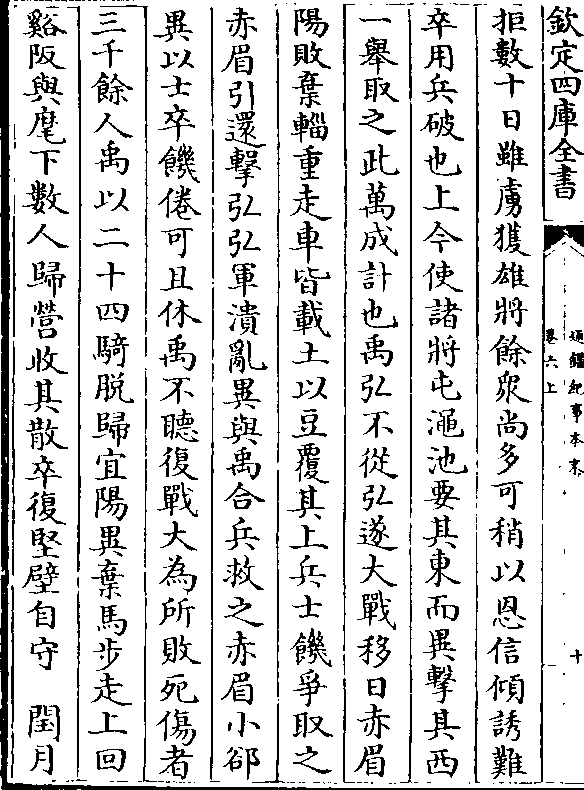 欽定四庫全書
通鑑紀事本末
卷六上
十
拒數十日雖虜獲雄將餘衆尚多可稍以恩信傾誘難
卒用兵破也上今使諸將屯澠池要其東而異擊其西
一舉取之此萬成計也禹弘不從弘遂大戰移日赤眉
陽敗棄輜重走車皆載土以豆覆其上兵士饑爭取之
赤眉引還擊弘弘軍潰亂異與禹合兵救之赤眉小郤
異以士卒饑倦可且休禹不聽復戰大為所敗死傷者
三千餘人禹以二十四騎脱歸宜陽異棄馬步走上回
谿阪與麾下數人歸營收其散卒復堅壁自守　閏月